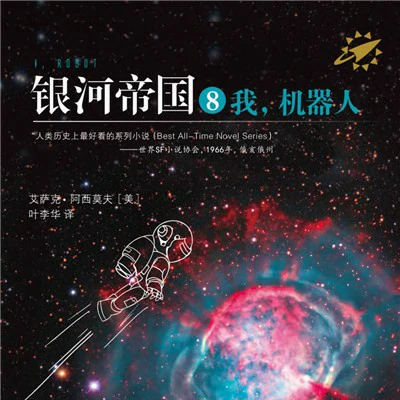 I, ROBOT
银河帝国8我,机器人
“人类历史上最好看的系列小说(Best All-Time Novel Series)”
——世界SF小说协会,1966年,俄亥俄州
艾萨克·阿西莫夫[美]
叶李华 译